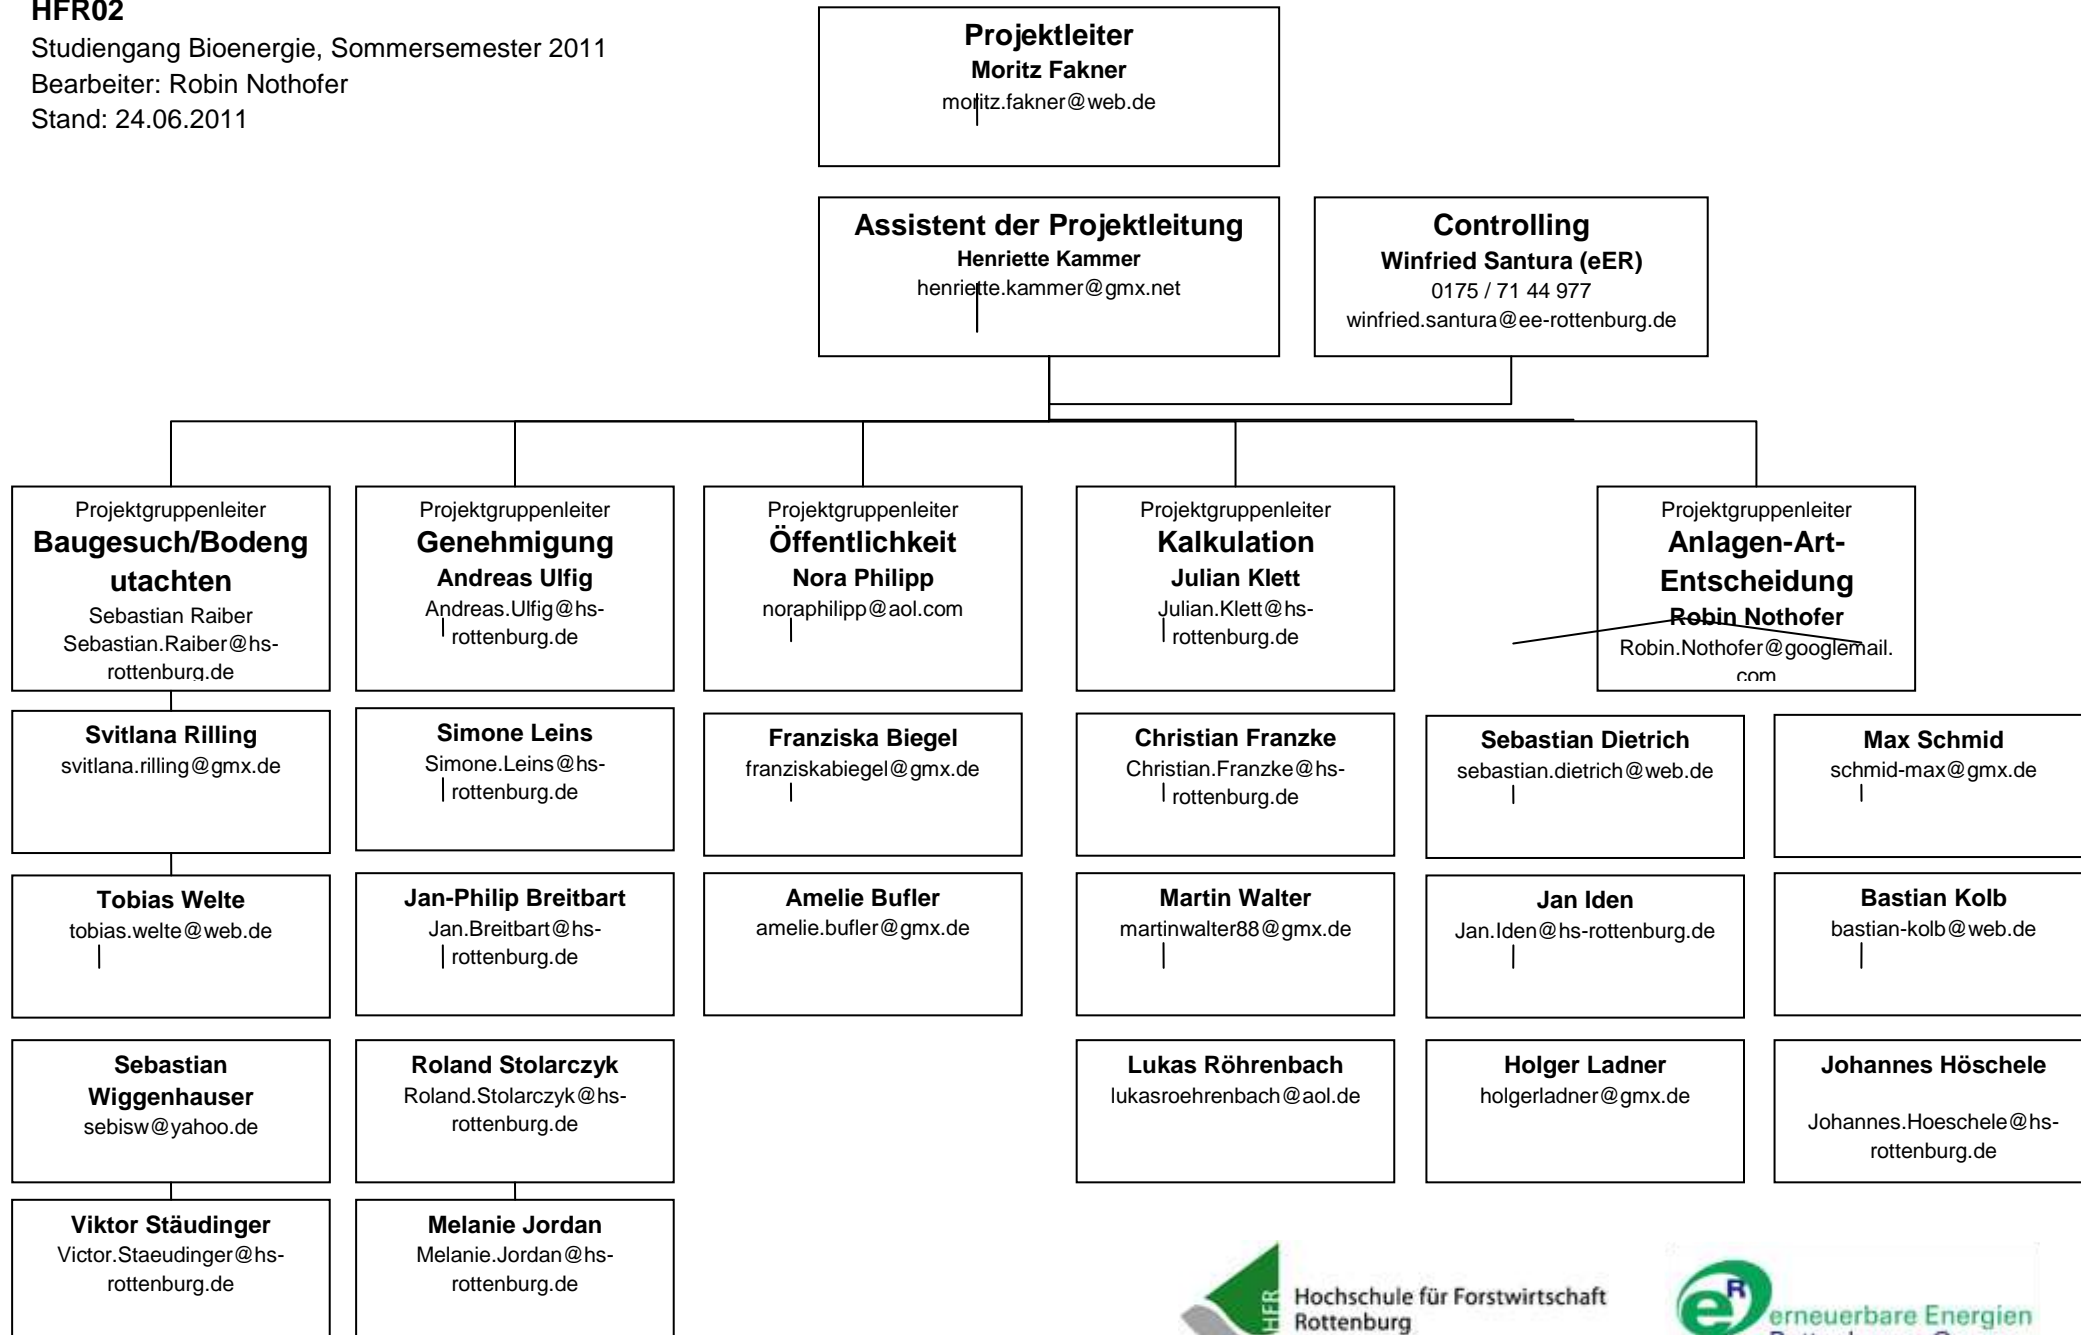 HFR02
Studiengang Bioenergie, Sommersemester 2011
Bearbeiter: Robin Nothofer
Stand: 24.06.2011
Projektleiter
Moritz Fakner
moritz.fakner@web.de
Assistent der Projektleitung
Henriette Kammer
henriette.kammer@gmx.net
Controlling
Winfried Santura (eER)
0175 / 71 44 977
winfried.santura@ee-rottenburg.de
Projektgruppenleiter
Baugesuch/Bodeng
utachten
Sebastian Raiber
Sebastian.Raiber@hs-
rottenburg.de
Projektgruppenleiter
Genehmigung
Andreas Ulfig
Andreas.Ulfig@hs-
rottenburg.de
Projektgruppenleiter
Öffentlichkeit
Nora Philipp
noraphilipp@aol.com
Projektgruppenleiter
Kalkulation
Julian Klett
Julian.Klett@hs-
rottenburg.de
Projektgruppenleiter
Anlagen-Art-
Entscheidung
Robin Nothofer
Robin.Nothofer@googlemail.
com
Svitlana Rilling
svitlana.rilling@gmx.de
Simone Leins
Simone.Leins@hs-
rottenburg.de
Franziska Biegel
franziskabiegel@gmx.de
Christian Franzke
Christian.Franzke@hs-
rottenburg.de
Sebastian Dietrich
sebastian.dietrich@web.de
Max Schmid
schmid-max@gmx.de
Tobias Welte
tobias.welte@web.de
Jan-Philip Breitbart
Jan.Breitbart@hs-
rottenburg.de
Amelie Bufler
amelie.bufler@gmx.de
Martin Walter
martinwalter88@gmx.de
Jan Iden
Jan.Iden@hs-rottenburg.de
Bastian Kolb
bastian-kolb@web.de
Sebastian
Wiggenhauser
sebisw@yahoo.de
Roland Stolarczyk
Roland.Stolarczyk@hs-
rottenburg.de
Lukas Röhrenbach
lukasroehrenbach@aol.de
Holger Ladner
holgerladner@gmx.de
Johannes Höschele
Johannes.Hoeschele@hs-
rottenburg.de
Viktor Stäudinger
Victor.Staeudinger@hs-
rottenburg.de
Melanie Jordan
Melanie.Jordan@hs-
rottenburg.de
HFR
Hochschule für Forstwirtschaft
Rottenburg
eR
erneuerbare Energien